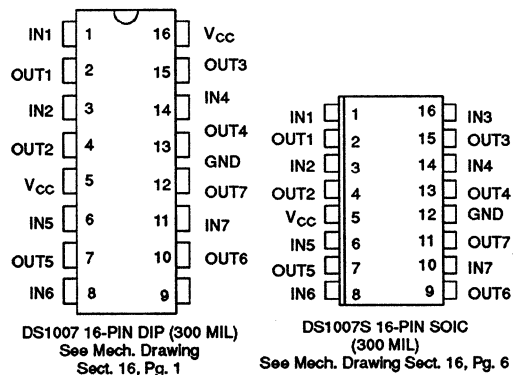 IN1 1 16 VCC
OUT1 2 15 OUT3
IN2 3 14 IN4
OUT2 4 13 OUT4
VCC 5 12 GND
IN5 6 11 OUT7
OUT5 7 10 IN7
IN6 8 9 OUT6
DS1007 16-PIN DIP (300 MIL)
See Mech. Drawing
Sect. 16, Pg. 1
IN1 1 16 IN3
OUT1 2 15 OUT3
IN2 3 14 IN4
OUT2 4 13 OUT4
VCC 5 12 GND
IN5 6 11 OUT7
OUT5 7 10 IN7
IN6 8 9 OUT6
DS1007S 16-PIN SOIC
(300 MIL)
See Mech. Drawing Sect. 16, Pg. 6